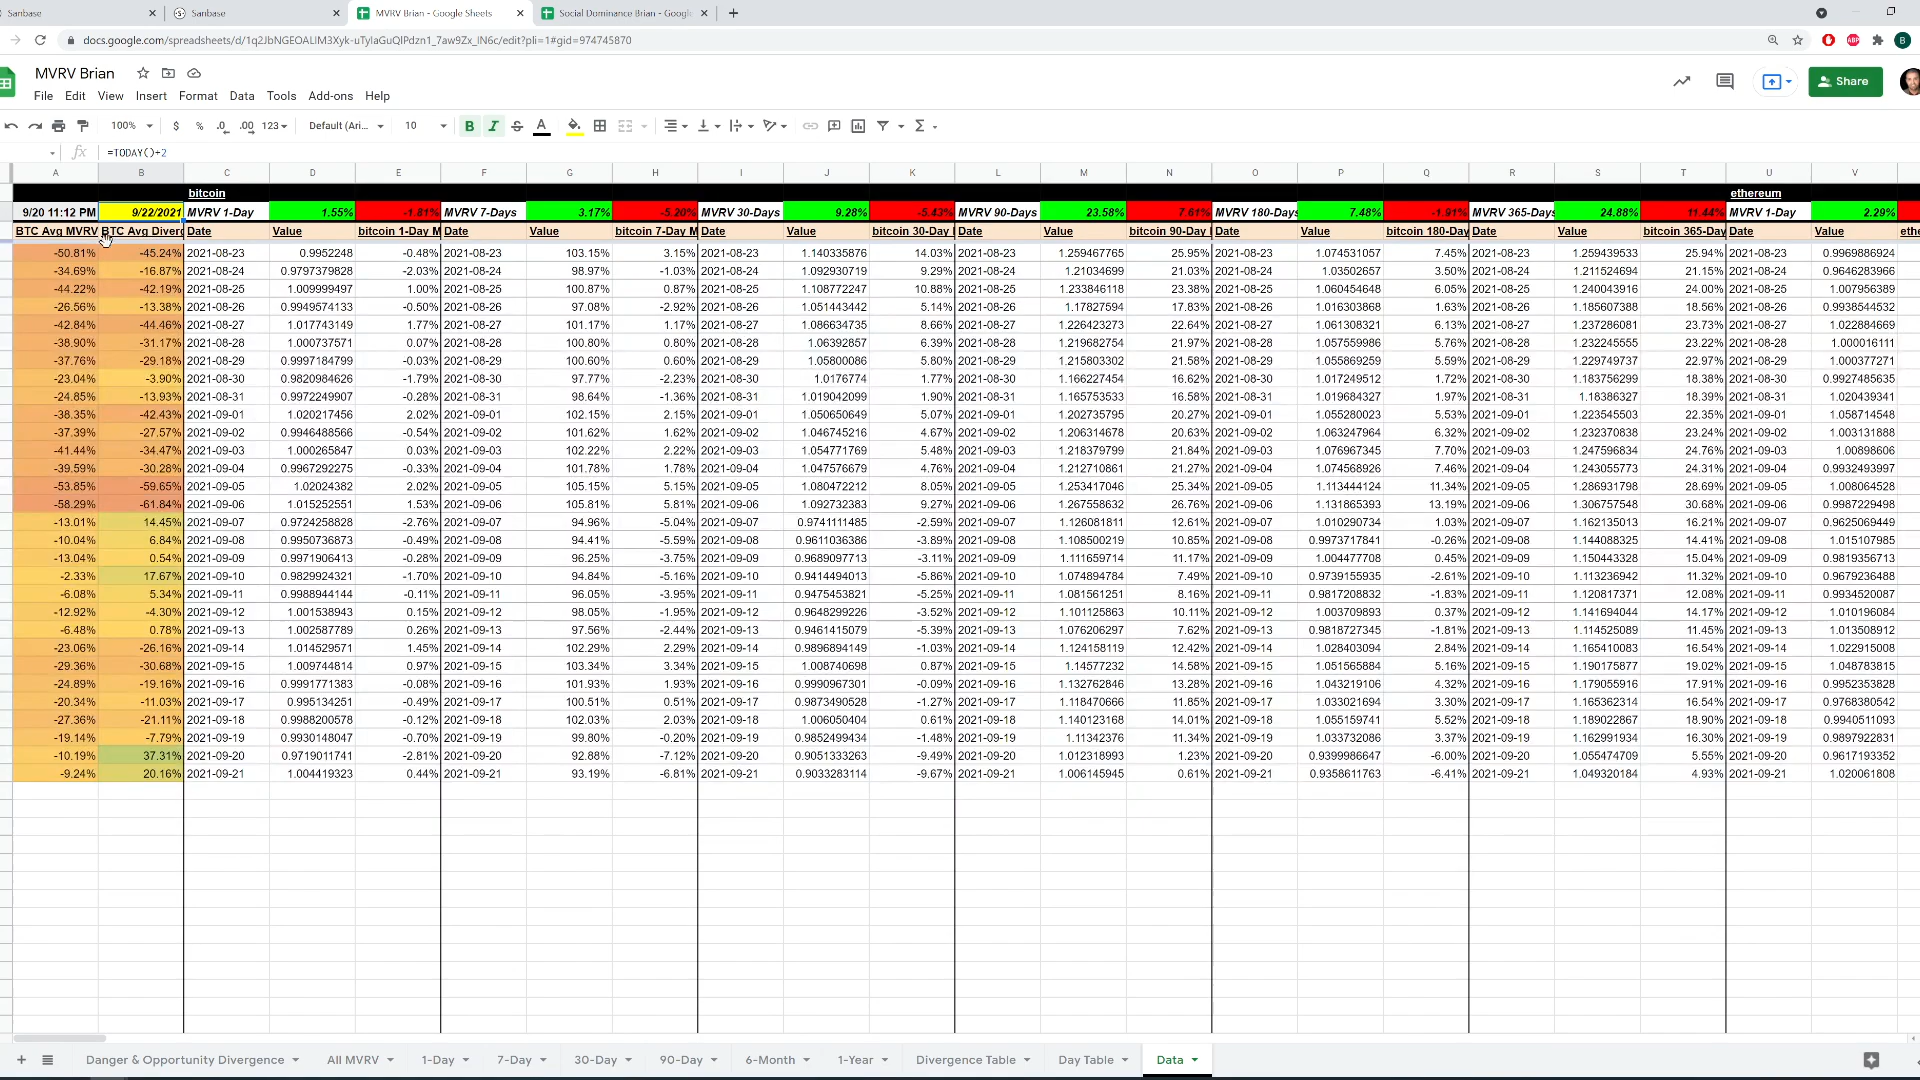 Sanbase × Sanbase × MVRV Brian - Google Sheets × Social Dominance Brian - Google × +
docs.google.com/spreadsheets/d/
MVRV Brian
Share
File Edit View Insert Format Data Tools Add-ons Help
100% $ % .0 .00 123 Default (Ari... 10
fx =TODAY()+2
A B C D E F G H I J K L M N O P Q R S T U V
bitcoin ethereum
9/20 11:12 PM 9/22/2021 MVRV 1-Day 1.55% -1.81% MVRV 7-Days 3.17% -5.20% MVRV 30-Days 9.28% -5.43% MVRV 90-Days 23.58% 7.61% MVRV 180-Days 7.48% -1.91% MVRV 365-Days 24.88% 11.44% MVRV 1-Day 2.29%
BTC Avg MVRV BTC Avg Diverg Date Value bitcoin 1-Day M Date Value bitcoin 7-Day M Date Value bitcoin 30-Day Date Value bitcoin 90-Day Date Value bitcoin 180-Day Date Value bitcoin 365-Day Date Value ethe
-50.81% -45.24% 2021-08-23 0.9952248 -0.48% 2021-08-23 103.15% 3.15% 2021-08-23 1.140335876 14.03% 2021-08-23 1.259467765 25.95% 2021-08-23 1.074531057 7.45% 2021-08-23 1.259439533 25.94% 2021-08-23 0.9969886924
-34.69% -16.87% 2021-08-24 0.9797379828 -2.03% 2021-08-24 98.97% -1.03% 2021-08-24 1.092930719 9.29% 2021-08-24 1.21034699 21.03% 2021-08-24 1.03502657 3.50% 2021-08-24 1.211524694 21.15% 2021-08-24 0.9646283966
-44.22% -42.19% 2021-08-25 1.009999497 1.00% 2021-08-25 100.87% 0.87% 2021-08-25 1.108772247 10.88% 2021-08-25 1.233846118 23.38% 2021-08-25 1.060454648 6.05% 2021-08-25 1.240043916 24.00% 2021-08-25 1.007956389
-26.56% -13.38% 2021-08-26 0.9949574133 -0.50% 2021-08-26 97.08% -2.92% 2021-08-26 1.051443442 5.14% 2021-08-26 1.17827594 17.83% 2021-08-26 1.016303868 1.63% 2021-08-26 1.185607388 18.56% 2021-08-26 0.9938544532
-42.84% -44.46% 2021-08-27 1.017743149 1.77% 2021-08-27 101.17% 1.17% 2021-08-27 1.086634735 8.66% 2021-08-27 1.226423273 22.64% 2021-08-27 1.061308321 6.13% 2021-08-27 1.237286081 23.73% 2021-08-27 1.022884669
-38.90% -31.17% 2021-08-28 1.000737571 0.07% 2021-08-28 100.80% 0.80% 2021-08-28 1.06392857 6.39% 2021-08-28 1.219682754 21.97% 2021-08-28 1.057559986 5.76% 2021-08-28 1.232245555 23.22% 2021-08-28 1.000016111
-37.76% -29.18% 2021-08-29 0.9997184799 -0.03% 2021-08-29 100.60% 0.60% 2021-08-29 1.05800086 5.80% 2021-08-29 1.215803302 21.58% 2021-08-29 1.055869259 5.59% 2021-08-29 1.229749737 22.97% 2021-08-29 1.000377271
-23.04% -3.90% 2021-08-30 0.9820984626 -1.79% 2021-08-30 97.77% -2.23% 2021-08-30 1.0176774 1.77% 2021-08-30 1.166227454 16.62% 2021-08-30 1.017249512 1.72% 2021-08-30 1.183756299 18.38% 2021-08-30 0.9927485635
-24.85% -13.93% 2021-08-31 0.9972249907 -0.28% 2021-08-31 98.64% -1.36% 2021-08-31 1.019042099 1.90% 2021-08-31 1.165753533 16.58% 2021-08-31 1.019684327 1.97% 2021-08-31 1.18386327 18.39% 2021-08-31 1.020439341
-38.35% -42.43% 2021-09-01 1.020217456 2.02% 2021-09-01 102.15% 2.15% 2021-09-01 1.050650649 5.07% 2021-09-01 1.202735795 20.27% 2021-09-01 1.055280023 5.53% 2021-09-01 1.223545503 22.35% 2021-09-01 1.058714548
-37.39% -27.57% 2021-09-02 0.9946488566 -0.54% 2021-09-02 101.62% 1.62% 2021-09-02 1.046745216 4.67% 2021-09-02 1.206314678 20.63% 2021-09-02 1.063247964 6.32% 2021-09-02 1.232370838 23.24% 2021-09-02 1.003131888
-41.44% -34.47% 2021-09-03 1.000265847 0.03% 2021-09-03 102.22% 2.22% 2021-09-03 1.054771769 5.48% 2021-09-03 1.218379799 21.84% 2021-09-03 1.076967345 7.70% 2021-09-03 1.247596834 24.76% 2021-09-03 1.00898606
-39.59% -30.28% 2021-09-04 0.9967292275 -0.33% 2021-09-04 101.78% 1.78% 2021-09-04 1.047576679 4.76% 2021-09-04 1.212710861 21.27% 2021-09-04 1.074568926 7.46% 2021-09-04 1.243055773 24.31% 2021-09-04 0.9932493997
-53.85% -59.65% 2021-09-05 1.02024382 2.02% 2021-09-05 105.15% 5.15% 2021-09-05 1.080472212 8.05% 2021-09-05 1.253417046 25.34% 2021-09-05 1.113444124 11.34% 2021-09-05 1.286931798 28.69% 2021-09-05 1.008064528
-58.29% -61.84% 2021-09-06 1.015252551 1.53% 2021-09-06 105.81% 5.81% 2021-09-06 1.092732383 9.27% 2021-09-06 1.267558632 26.76% 2021-09-06 1.131865393 13.19% 2021-09-06 1.306757548 30.68% 2021-09-06 0.9987229498
-13.01% 14.45% 2021-09-07 0.9724258828 -2.76% 2021-09-07 94.96% -5.04% 2021-09-07 0.9741111485 -2.59% 2021-09-07 1.126081811 12.61% 2021-09-07 1.010290734 1.03% 2021-09-07 1.162135013 16.21% 2021-09-07 0.9625069449
-10.04% 6.84% 2021-09-08 0.9950736873 -0.49% 2021-09-08 94.41% -5.59% 2021-09-08 0.9611036386 -3.89% 2021-09-08 1.108500219 10.85% 2021-09-08 0.9973717841 -0.26% 2021-09-08 1.144088325 14.41% 2021-09-08 1.015107985
-13.04% 0.54% 2021-09-09 0.9971906413 -0.28% 2021-09-09 96.25% -3.75% 2021-09-09 0.9689097713 -3.11% 2021-09-09 1.111659714 11.17% 2021-09-09 1.004477708 0.45% 2021-09-09 1.150443328 15.04% 2021-09-09 0.9819356713
-2.33% 17.67% 2021-09-10 0.9829924321 -1.70% 2021-09-10 94.84% -5.16% 2021-09-10 0.9414494013 -5.86% 2021-09-10 1.074894784 7.49% 2021-09-10 0.9739155935 -2.61% 2021-09-10 1.113236942 11.32% 2021-09-10 0.9679236488
-6.08% 5.34% 2021-09-11 0.9988944144 -0.11% 2021-09-11 96.05% -3.95% 2021-09-11 0.9475453821 -5.25% 2021-09-11 1.081561251 8.16% 2021-09-11 0.9817208832 -1.83% 2021-09-11 1.120817371 12.08% 2021-09-11 0.9934520087
-12.92% -4.30% 2021-09-12 1.001538943 0.15% 2021-09-12 98.05% -1.95% 2021-09-12 0.9648299226 -3.52% 2021-09-12 1.101125863 10.11% 2021-09-12 1.003709893 0.37% 2021-09-12 1.141694044 14.17% 2021-09-12 1.010196084
-6.48% 0.78% 2021-09-13 1.002587789 0.26% 2021-09-13 97.56% -2.44% 2021-09-13 0.9461415079 -5.39% 2021-09-13 1.076206297 7.62% 2021-09-13 0.9818727345 -1.81% 2021-09-13 1.114525089 11.45% 2021-09-13 1.013508912
-23.06% -26.16% 2021-09-14 1.014529571 1.45% 2021-09-14 102.29% 2.29% 2021-09-14 0.9896894149 -1.03% 2021-09-14 1.124158119 12.42% 2021-09-14 1.028403094 2.84% 2021-09-14 1.165410083 16.54% 2021-09-14 1.022915008
-29.36% -30.68% 2021-09-15 1.009744814 0.97% 2021-09-15 103.34% 3.34% 2021-09-15 1.008740698 0.87% 2021-09-15 1.14577232 14.58% 2021-09-15 1.051565884 5.16% 2021-09-15 1.190175877 19.02% 2021-09-15 1.048783815
-24.89% -19.16% 2021-09-16 0.9991771383 -0.08% 2021-09-16 101.93% 1.93% 2021-09-16 0.9990967301 -0.09% 2021-09-16 1.132762846 13.28% 2021-09-16 1.043219106 4.32% 2021-09-16 1.179055916 17.91% 2021-09-16 0.9952353828
-20.34% -11.03% 2021-09-17 0.995134251 -0.49% 2021-09-17 100.51% 0.51% 2021-09-17 0.9873490528 -1.27% 2021-09-17 1.118470666 11.85% 2021-09-17 1.033021694 3.30% 2021-09-17 1.165362314 16.54% 2021-09-17 0.9768380542
-27.36% -21.11% 2021-09-18 0.9988200578 -0.12% 2021-09-18 102.03% 2.03% 2021-09-18 1.006050404 0.61% 2021-09-18 1.140123168 14.01% 2021-09-18 1.055159741 5.52% 2021-09-18 1.189022867 18.90% 2021-09-18 0.9940511093
-19.14% -7.79% 2021-09-19 0.9930148047 -0.70% 2021-09-19 99.80% -0.20% 2021-09-19 0.9852499434 -1.48% 2021-09-19 1.11342376 11.34% 2021-09-19 1.033732086 3.37% 2021-09-19 1.162991934 16.30% 2021-09-19 0.9897922831
-10.19% 37.31% 2021-09-20 0.9719011741 -2.81% 2021-09-20 92.88% -7.12% 2021-09-20 0.9051333263 -9.49% 2021-09-20 1.012318993 1.23% 2021-09-20 0.9399986647 -6.00% 2021-09-20 1.055474709 5.55% 2021-09-20 0.9617193352
-9.24% 20.16% 2021-09-21 1.004419323 0.44% 2021-09-21 93.19% -6.81% 2021-09-21 0.9033283114 -9.67% 2021-09-21 1.006145945 0.61% 2021-09-21 0.9358611763 -6.41% 2021-09-21 1.049320184 4.93% 2021-09-21 1.020061808
+ Danger & Opportunity Divergence All MVRV 1-Day 7-Day 30-Day 90-Day 6-Month 1-Year Divergence Table Day Table Data